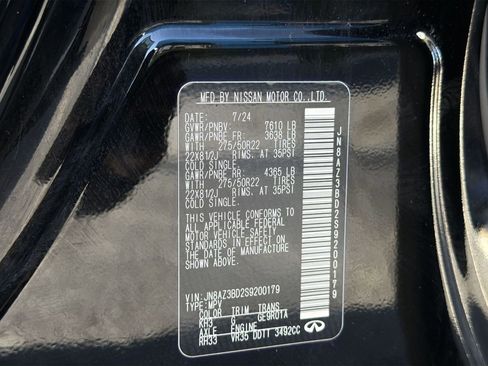 MFD BY NISSAN MOTOR CO.,LTD.
DATE: 7/24
GVWR/PNBV: 7610 LB
GAWR/PNBE FR: 3638 LB
WITH 275/50R22 TIRES
22X81/2J RIMS, AT 35PSI
COLD SINGLE.
GAWR/PNBE RR: 4365 LB
WITH 275/50R22 TIRES
22X81/2J RIMS, AT 35PSI
COLD SINGLE.
THIS VEHICLE CONFORMS TO
ALL APPLICABLE FEDERAL
MOTOR VEHICLE SAFETY
STANDARDS IN EFFECT ON
THE DATE OF MANUFACTURE
SHOWN ABOVE.
VIN: JN8AZ3BD2S9200179
TYPE: MPV
COLOR TRIM TRANS
KH3 G GE9R01A
AXLE ENGINE
RH33 VR35 DDTT 3492CC
JN8AZ3BD2S9200179